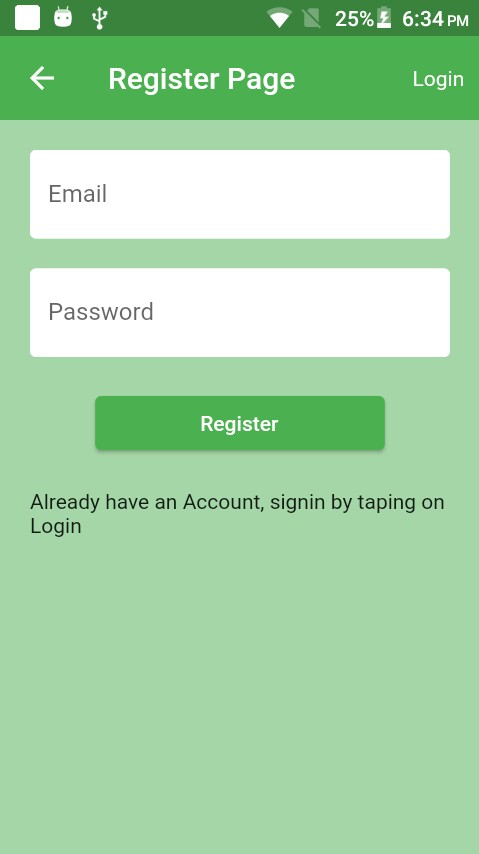 25% 6:34 PM
Register Page Login
Email
Password
Register
Already have an Account, signin by taping on
Login